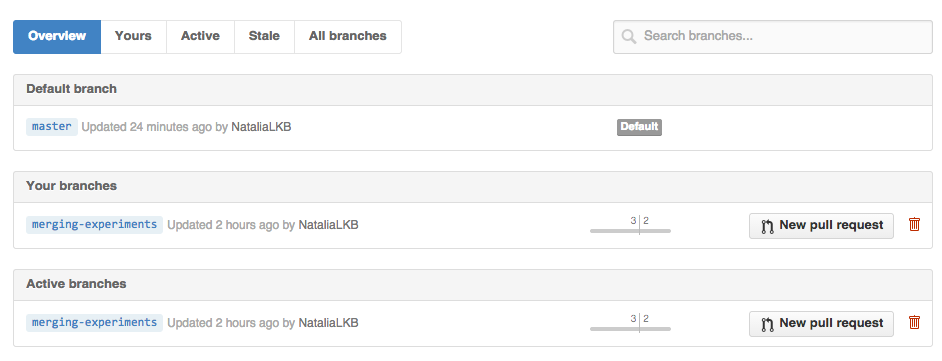 Overview Yours Active Stale All branches Search branches...
Default branch
master Updated 24 minutes ago by NataliaLKB Default
Your branches
merging-experiments Updated 2 hours ago by NataliaLKB 3 2 New pull request
Active branches
merging-experiments Updated 2 hours ago by NataliaLKB 3 2 New pull request